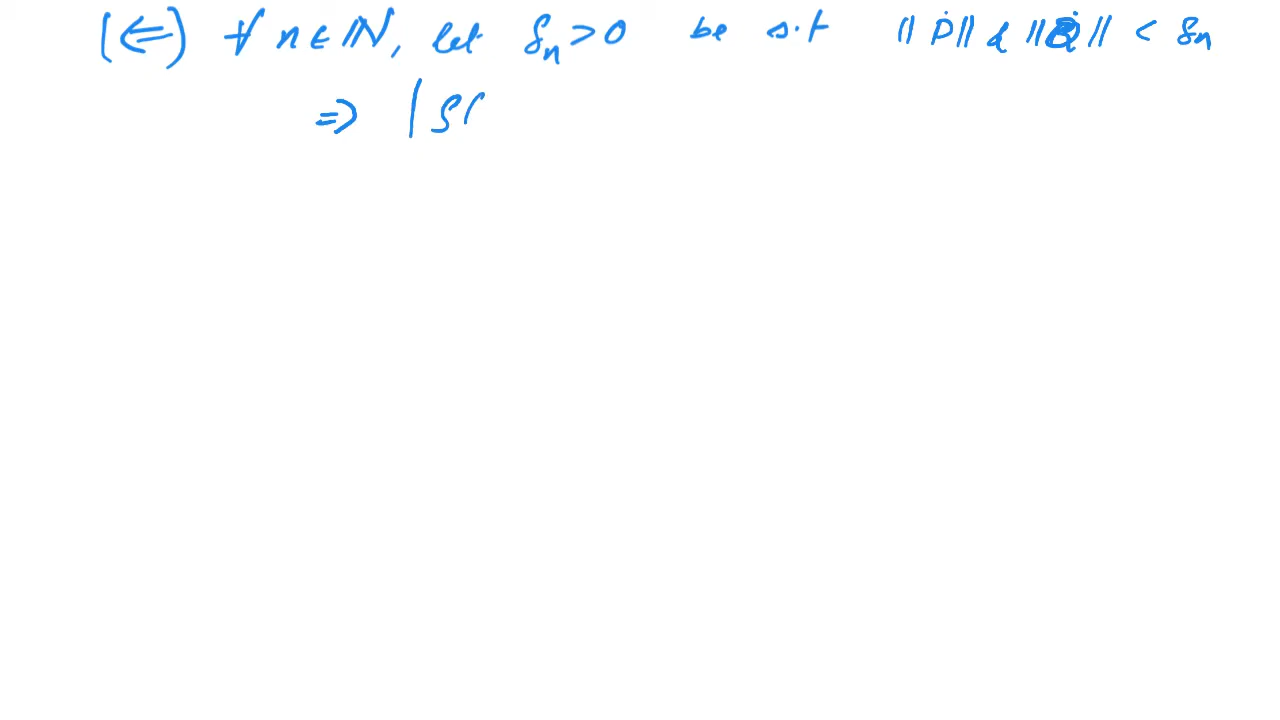 (⇐) ∀ n ∈ ℕ, let δₙ > 0 be s.t ||Ṗ|| & ||Q̇|| < δₙ
⇒ | S(